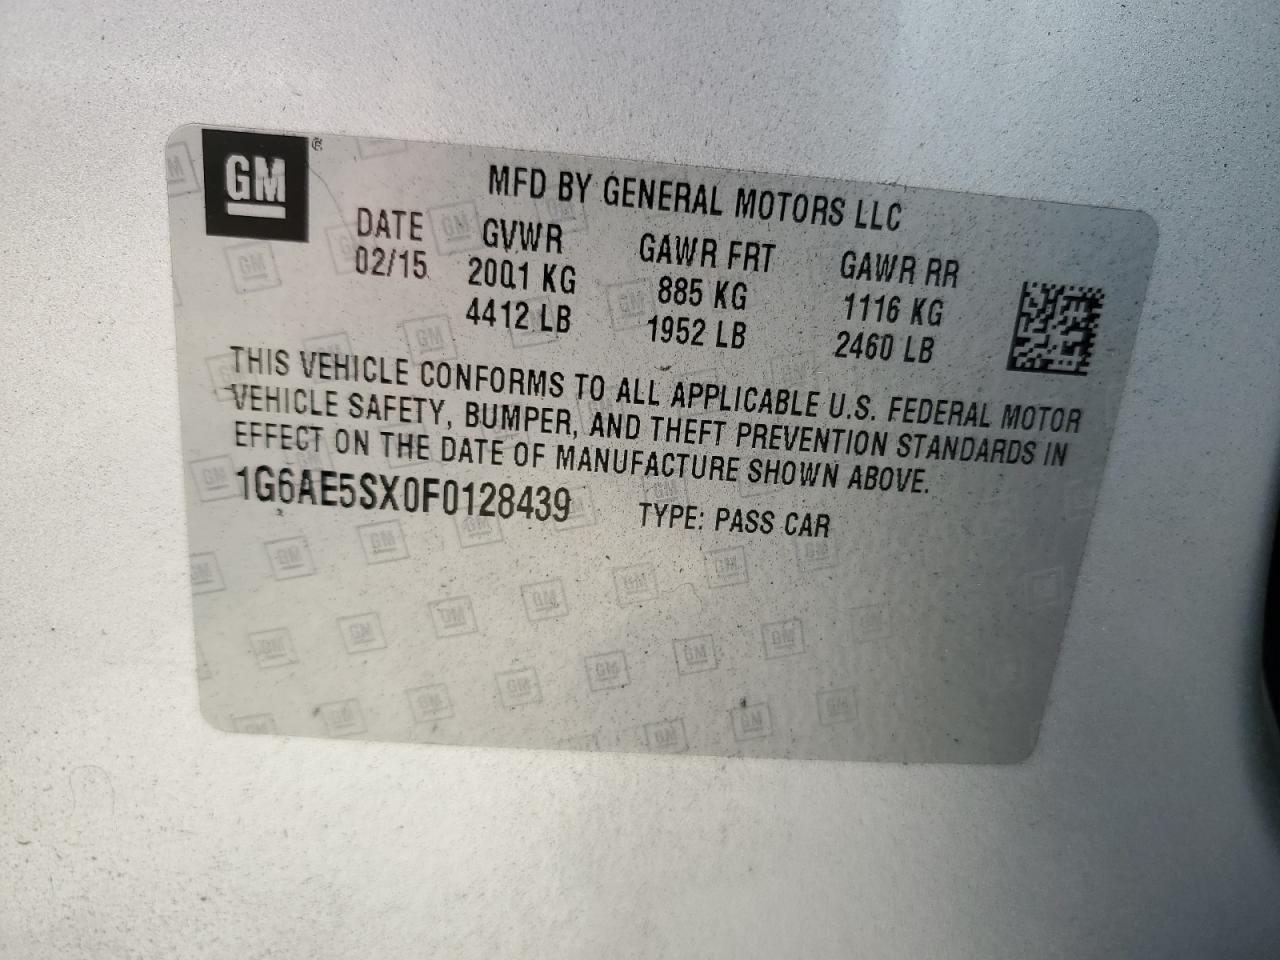 GM
MFD BY GENERAL MOTORS LLC
DATE GVWR GAWR FRT GAWR RR
02/15 2001 KG 885 KG 1116 KG
4412 LB 1952 LB 2460 LB
THIS VEHICLE CONFORMS TO ALL APPLICABLE U.S. FEDERAL MOTOR
VEHICLE SAFETY, BUMPER, AND THEFT PREVENTION STANDARDS IN
EFFECT ON THE DATE OF MANUFACTURE SHOWN ABOVE.
1G6AE5SX0F0128439 TYPE: PASS CAR